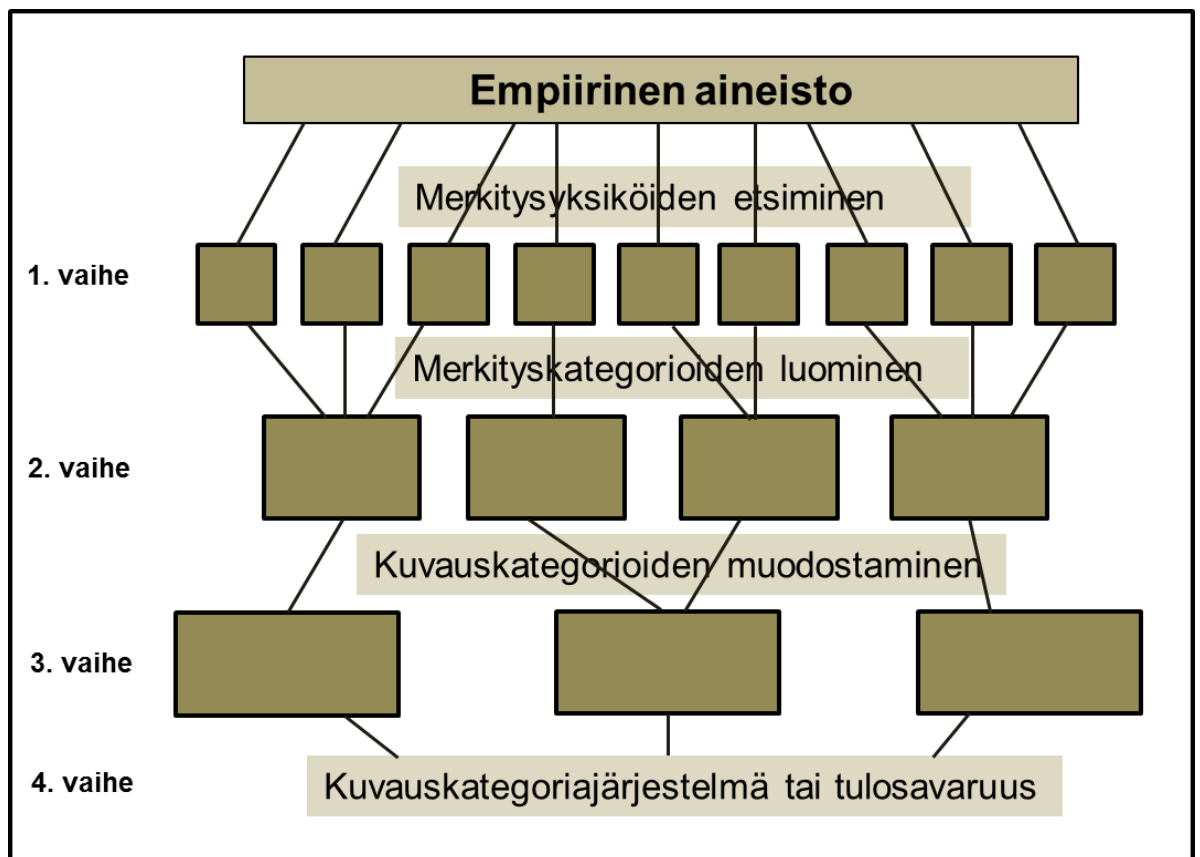 Empiirinen aineisto
Merkitysyksiköiden etsiminen
1. vaihe
Merkityskategorioiden luominen
2. vaihe
Kuvauskategorioiden muodostaminen
3. vaihe
4. vaihe
Kuvauskategoriajärjestelmä tai tulosavaruus